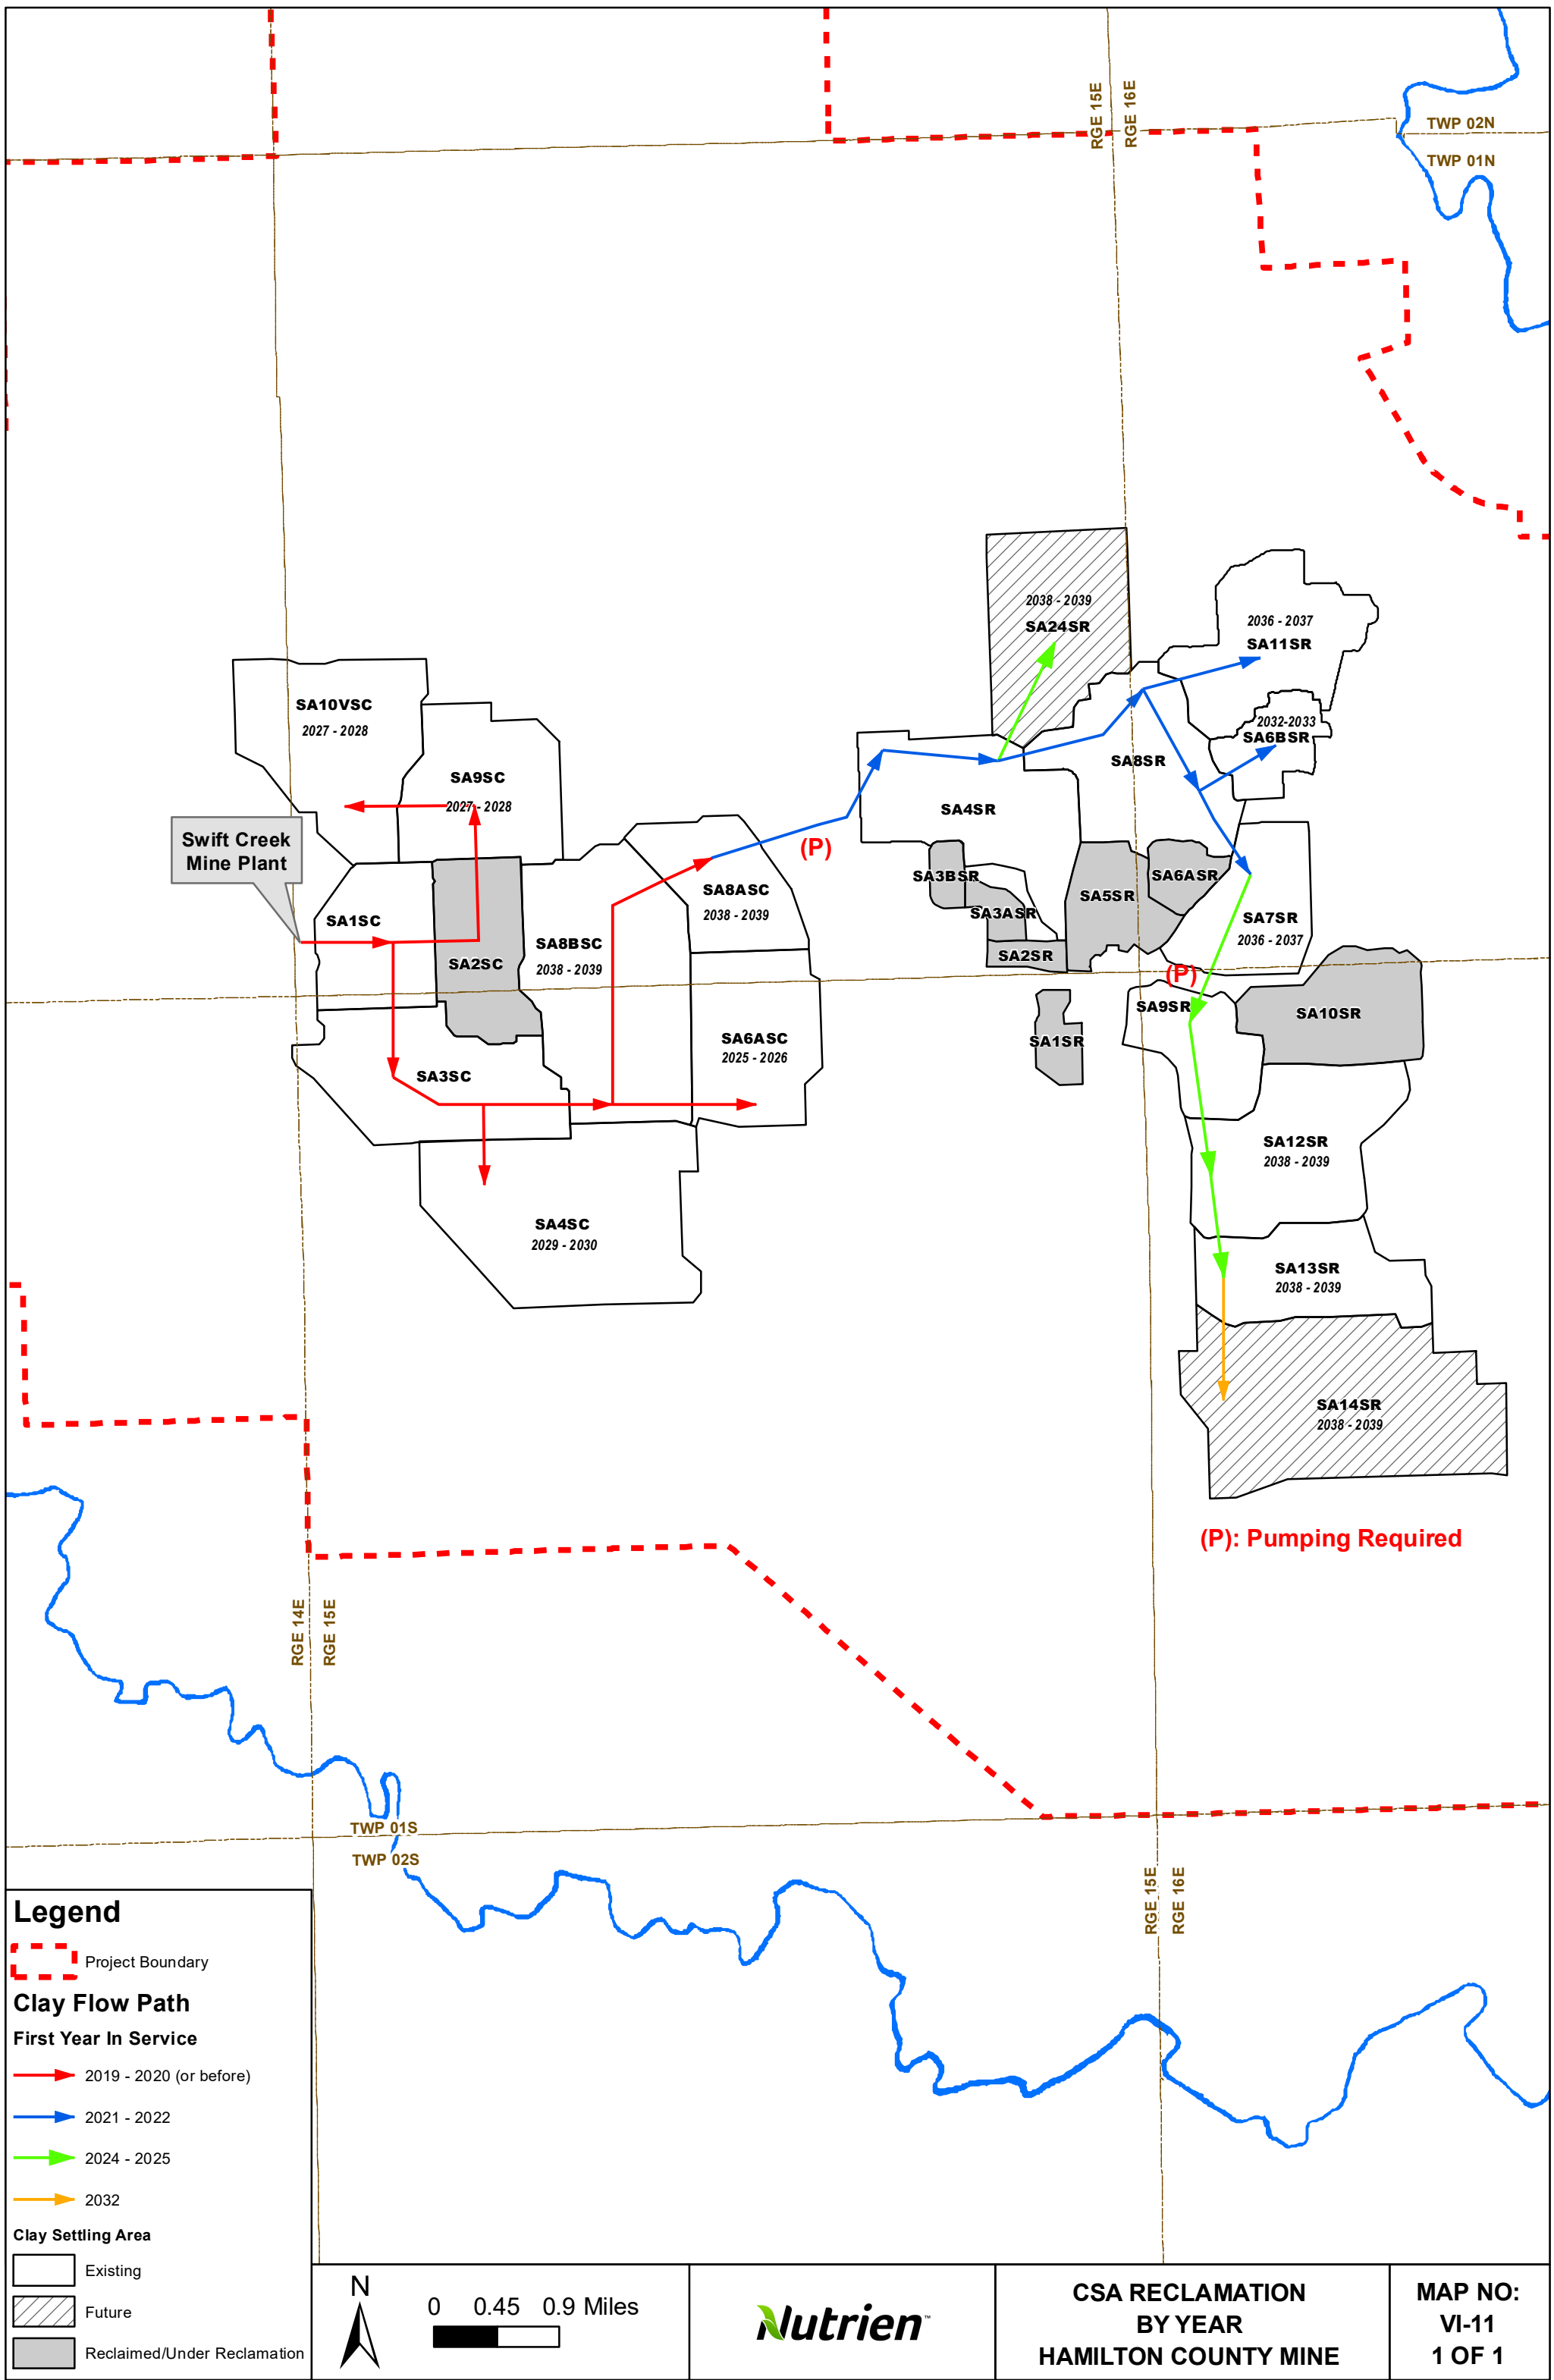 RGE 15E
RGE 16E
TWP 02N
TWP 01N
2038 - 2039
SA24SR
2036 - 2037
SA11SR
2032-2033
SA6BSR
SA10VSC
2027 - 2028
SA9SC
2027 - 2028
SA8SR
SA4SR
Swift Creek
Mine Plant
(P)
SA3BSR
SA6ASR
SA5SR
SA8ASC
2038 - 2039
SA1SC
SA3ASR
SA7SR
2036 - 2037
SA8BSC
2038 - 2039
SA2SC
SA2SR
(P)
SA9SR
SA10SR
SA6ASC
2025 - 2026
SA1SR
SA3SC
SA12SR
2038 - 2039
SA4SC
2029 - 2030
SA13SR
2038 - 2039
SA14SR
2038 - 2039
(P): Pumping Required
RGE 14E
RGE 15E
TWP 01S
TWP 02S
RGE 15E
RGE 16E
Legend
Project Boundary
Clay Flow Path
First Year In Service
2019 - 2020 (or before)
2021 - 2022
2024 - 2025
2032
Clay Settling Area
Existing
Future
Reclaimed/Under Reclamation
N
0 0.45 0.9 Miles
Nutrien™
CSA RECLAMATION
BY YEAR
HAMILTON COUNTY MINE
MAP NO:
VI-11
1 OF 1